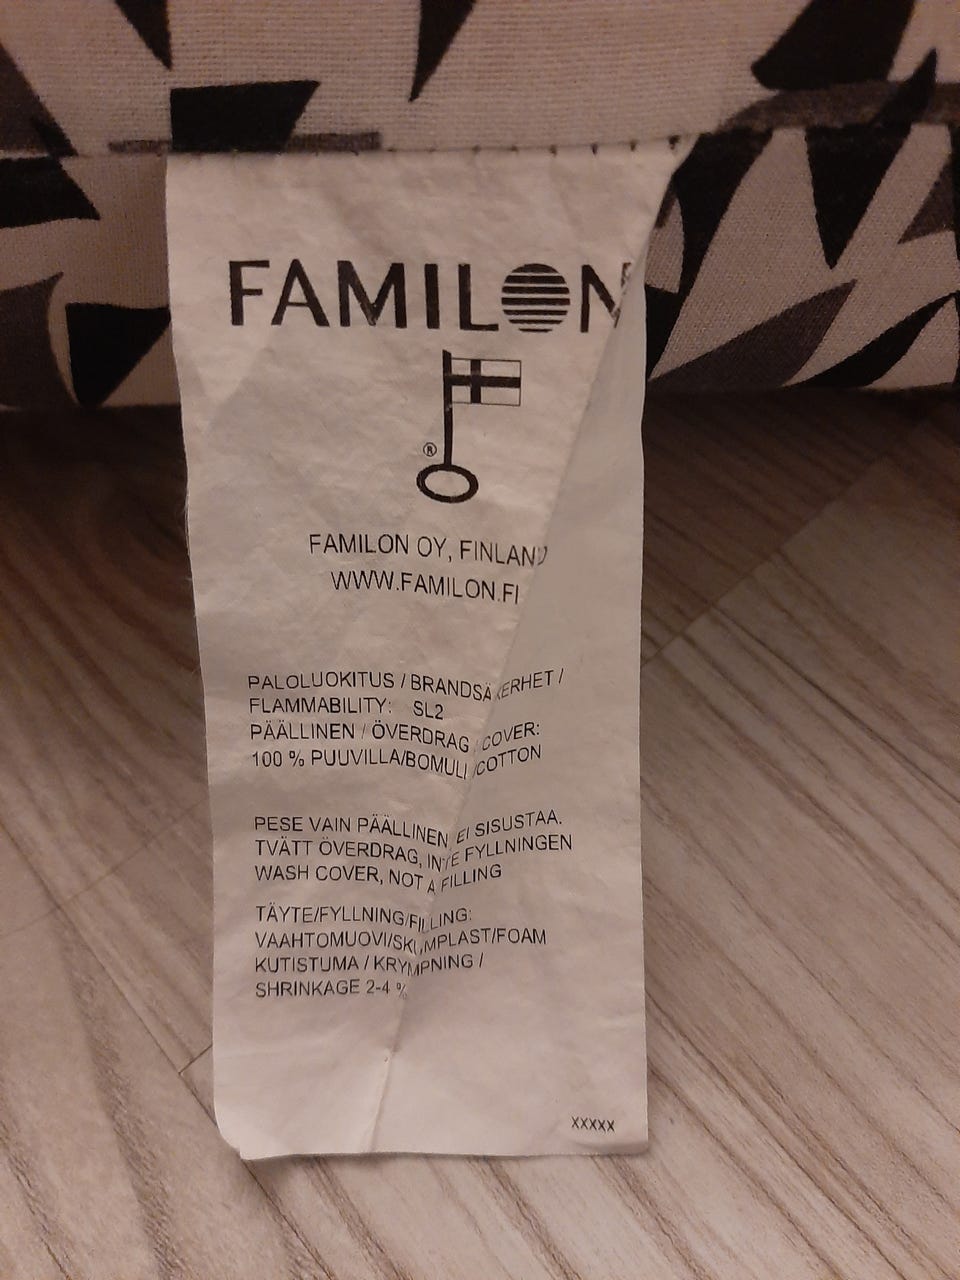 FAMILON
®
FAMILON OY, FINLAND
WWW.FAMILON.FI
PALOLUOKITUS / BRANDSÄKERHET /
FLAMMABILITY: SL2
PÄÄLLINEN / ÖVERDRAG / COVER:
100 % PUUVILLA/BOMULL /COTTON
PESE VAIN PÄÄLLINEN, EI SISUSTAA.
TVÄTT ÖVERDRAG, INTE FYLLNINGEN
WASH COVER, NOT A FILLING
TÄYTE/FYLLNING/FILLING:
VAAHTOMUOVI/SKUMPLAST/FOAM
KUTISTUMA / KRYMPNING /
SHRINKAGE 2-4 %
XXXXX